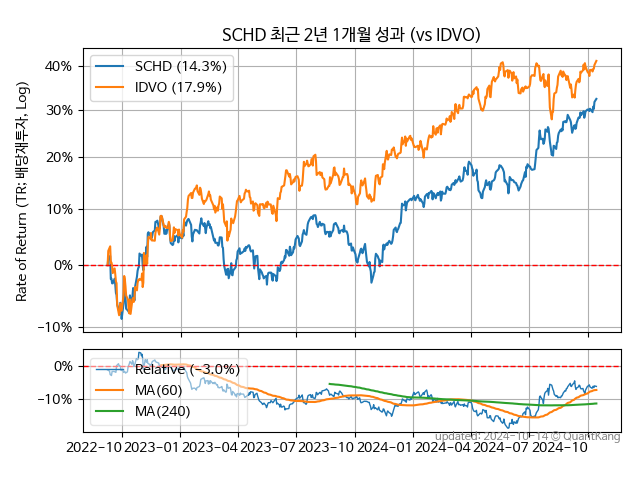 SCHD 최근 2년 1개월 성과 (vs IDVO)
Rate of Return (TR: 배당재투자, Log)
40%
30%
20%
10%
0%
−10%
SCHD (14.3%)
IDVO (17.9%)
0%
−10%
Relative (−3.0%)
MA(60)
MA(240)
2022-10
2023-01
2023-04
2023-07
2023-10
2024-01
2024-04
2024-07
2024-10
updated: 2024-10-14 © QuantKang